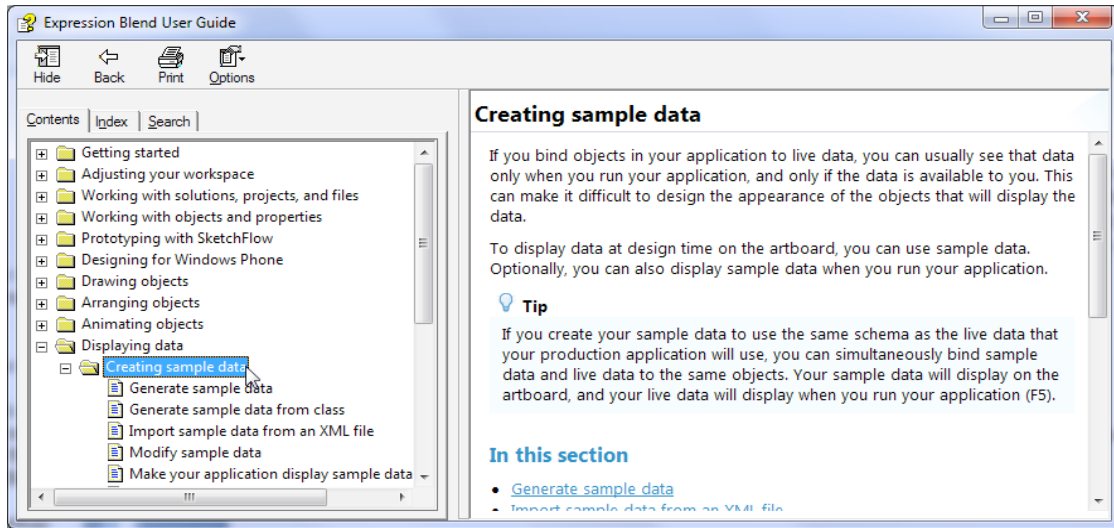 Expression Blend User Guide
Hide Back Print Options
Contents Index Search
Getting started
Adjusting your workspace
Working with solutions, projects, and files
Working with objects and properties
Prototyping with SketchFlow
Designing for Windows Phone
Drawing objects
Arranging objects
Animating objects
Displaying data
Creating sample data
Generate sample data
Generate sample data from class
Import sample data from an XML file
Modify sample data
Make your application display sample data
Creating sample data
If you bind objects in your application to live data, you can usually see that data
only when you run your application, and only if the data is available to you. This
can make it difficult to design the appearance of the objects that will display the
data.
To display data at design time on the artboard, you can use sample data.
Optionally, you can also display sample data when you run your application.
Tip
If you create your sample data to use the same schema as the live data that
your production application will use, you can simultaneously bind sample
data and live data to the same objects. Your sample data will display on the
artboard, and your live data will display when you run your application (F5).
In this section
• Generate sample data
• Import sample data from an XML file